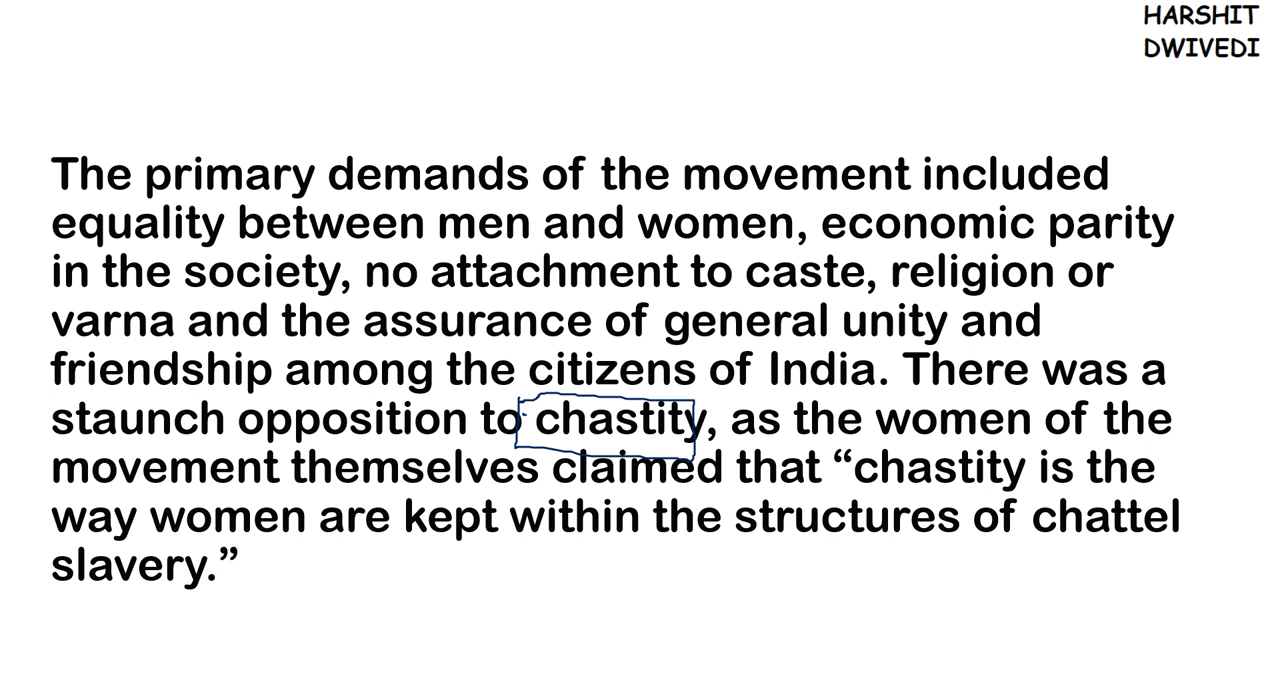 HARSHIT
DWIVEDI
The primary demands of the movement included
equality between men and women, economic parity
in the society, no attachment to caste, religion or
varna and the assurance of general unity and
friendship among the citizens of India. There was a
staunch opposition to chastity, as the women of the
movement themselves claimed that “chastity is the
way women are kept within the structures of chattel
slavery.”